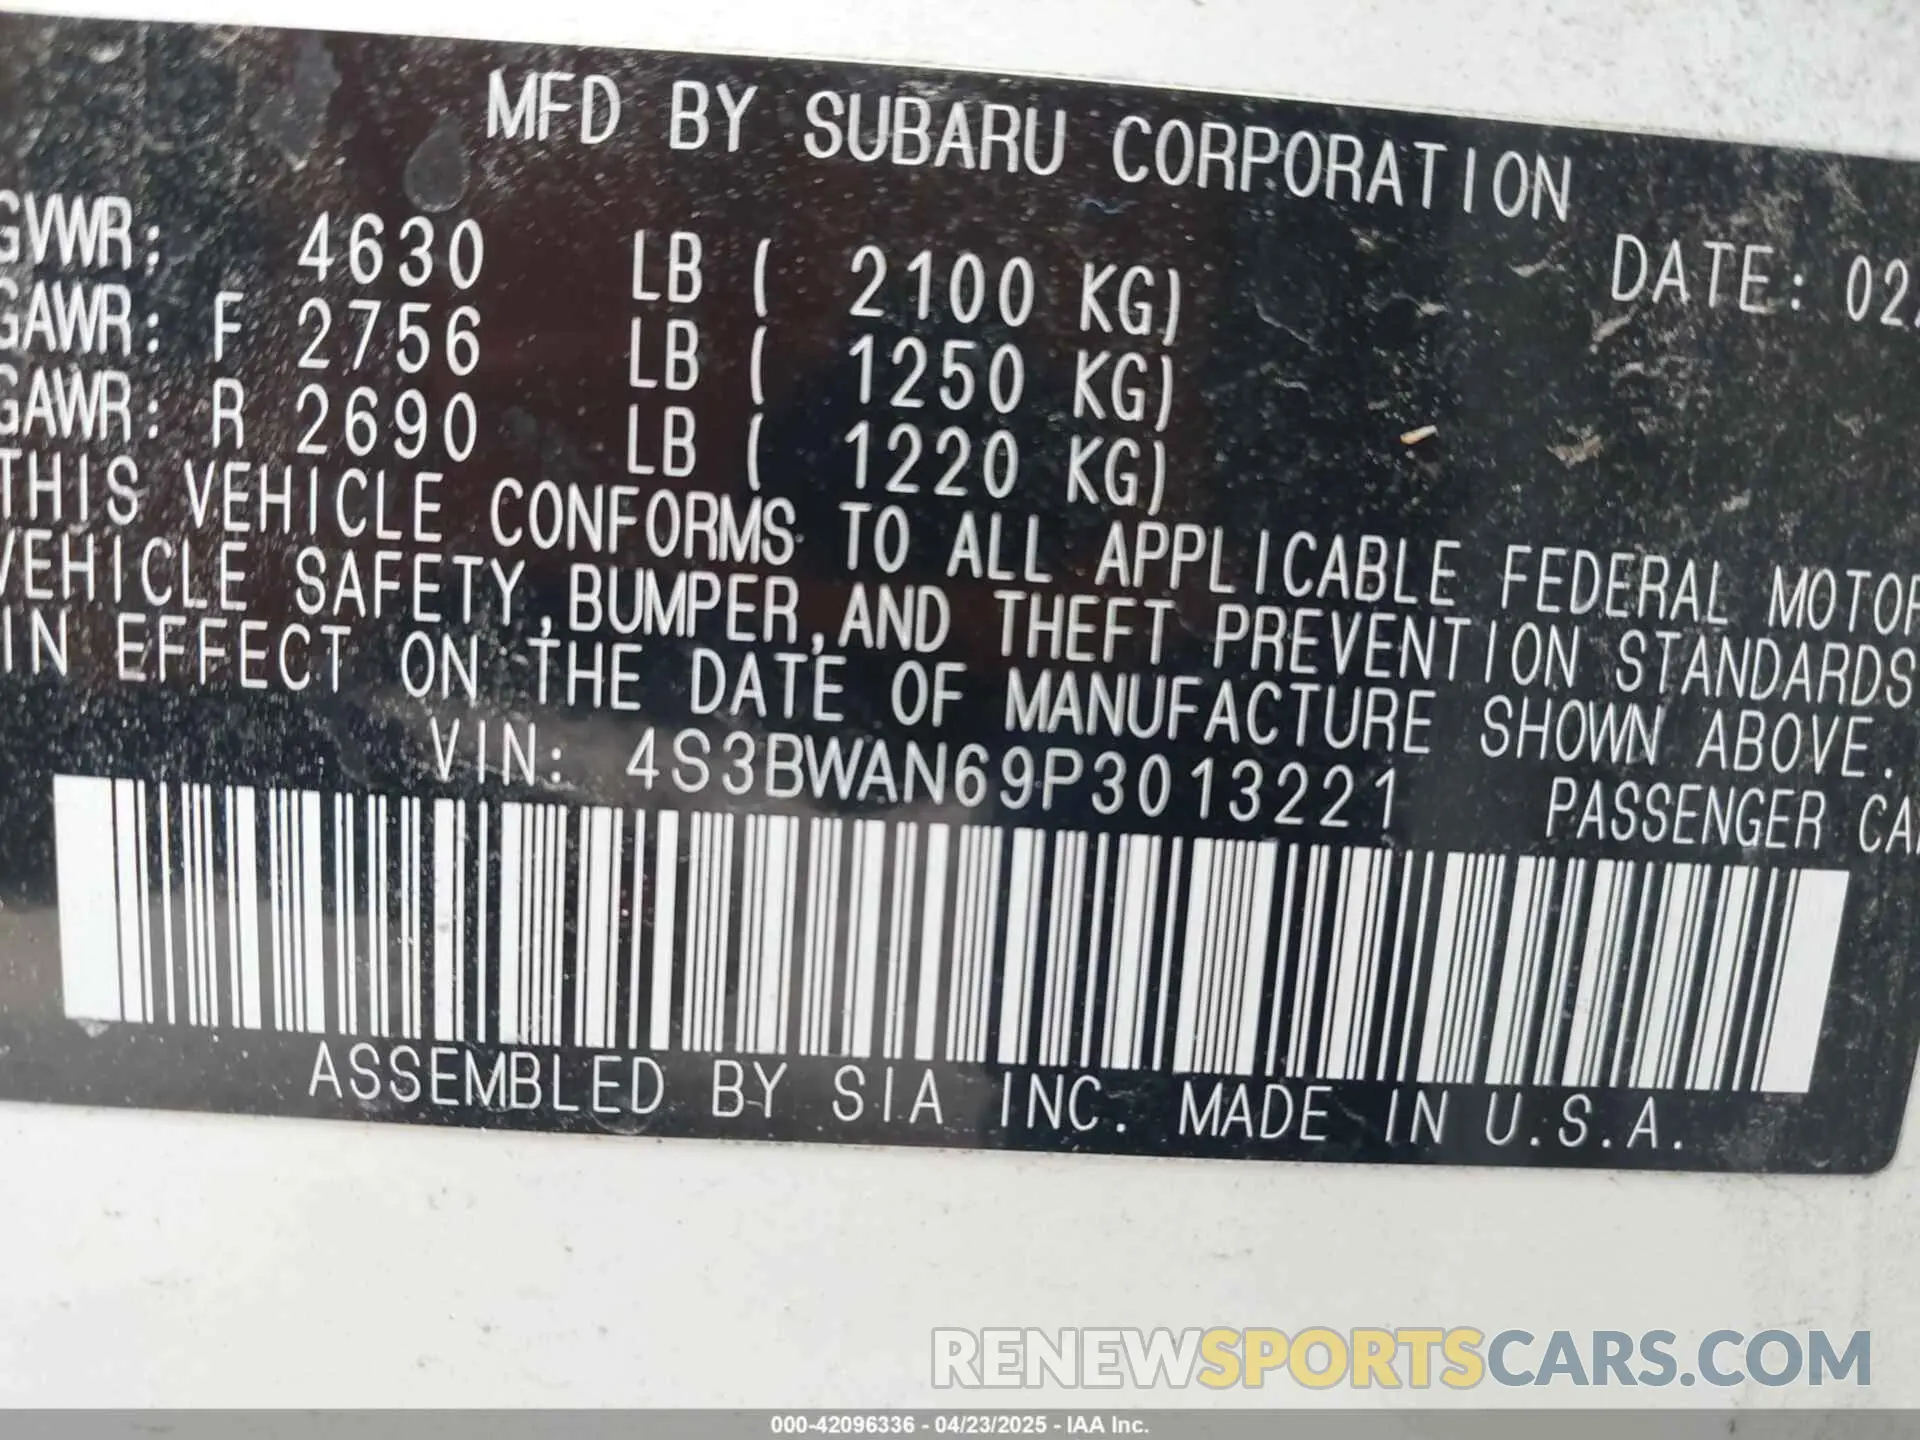 MFD BY SUBARU CORPORATION
GVWR: 4630 LB ( 2100 KG) DATE: 02
GAWR: F 2756 LB ( 1250 KG)
GAWR: R 2690 LB ( 1220 KG)
THIS VEHICLE CONFORMS TO ALL APPLICABLE FEDERAL MOTOR
VEHICLE SAFETY,BUMPER,AND THEFT PREVENTION STANDARDS
IN EFFECT ON THE DATE OF MANUFACTURE SHOWN ABOVE.
VIN: 4S3BWAN69P3013221 PASSENGER CA
ASSEMBLED BY SIA INC. MADE IN U.S.A.
RENEWSPORTSCARS.COM
000-42096336 - 04/23/2025 - IAA Inc.